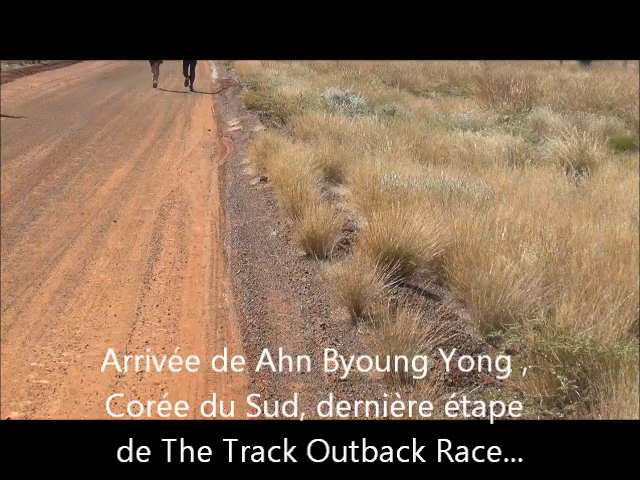 Arrivée de Ahn Byoung Yong ,
Corée du Sud, dernière étape
de The Track Outback Race...